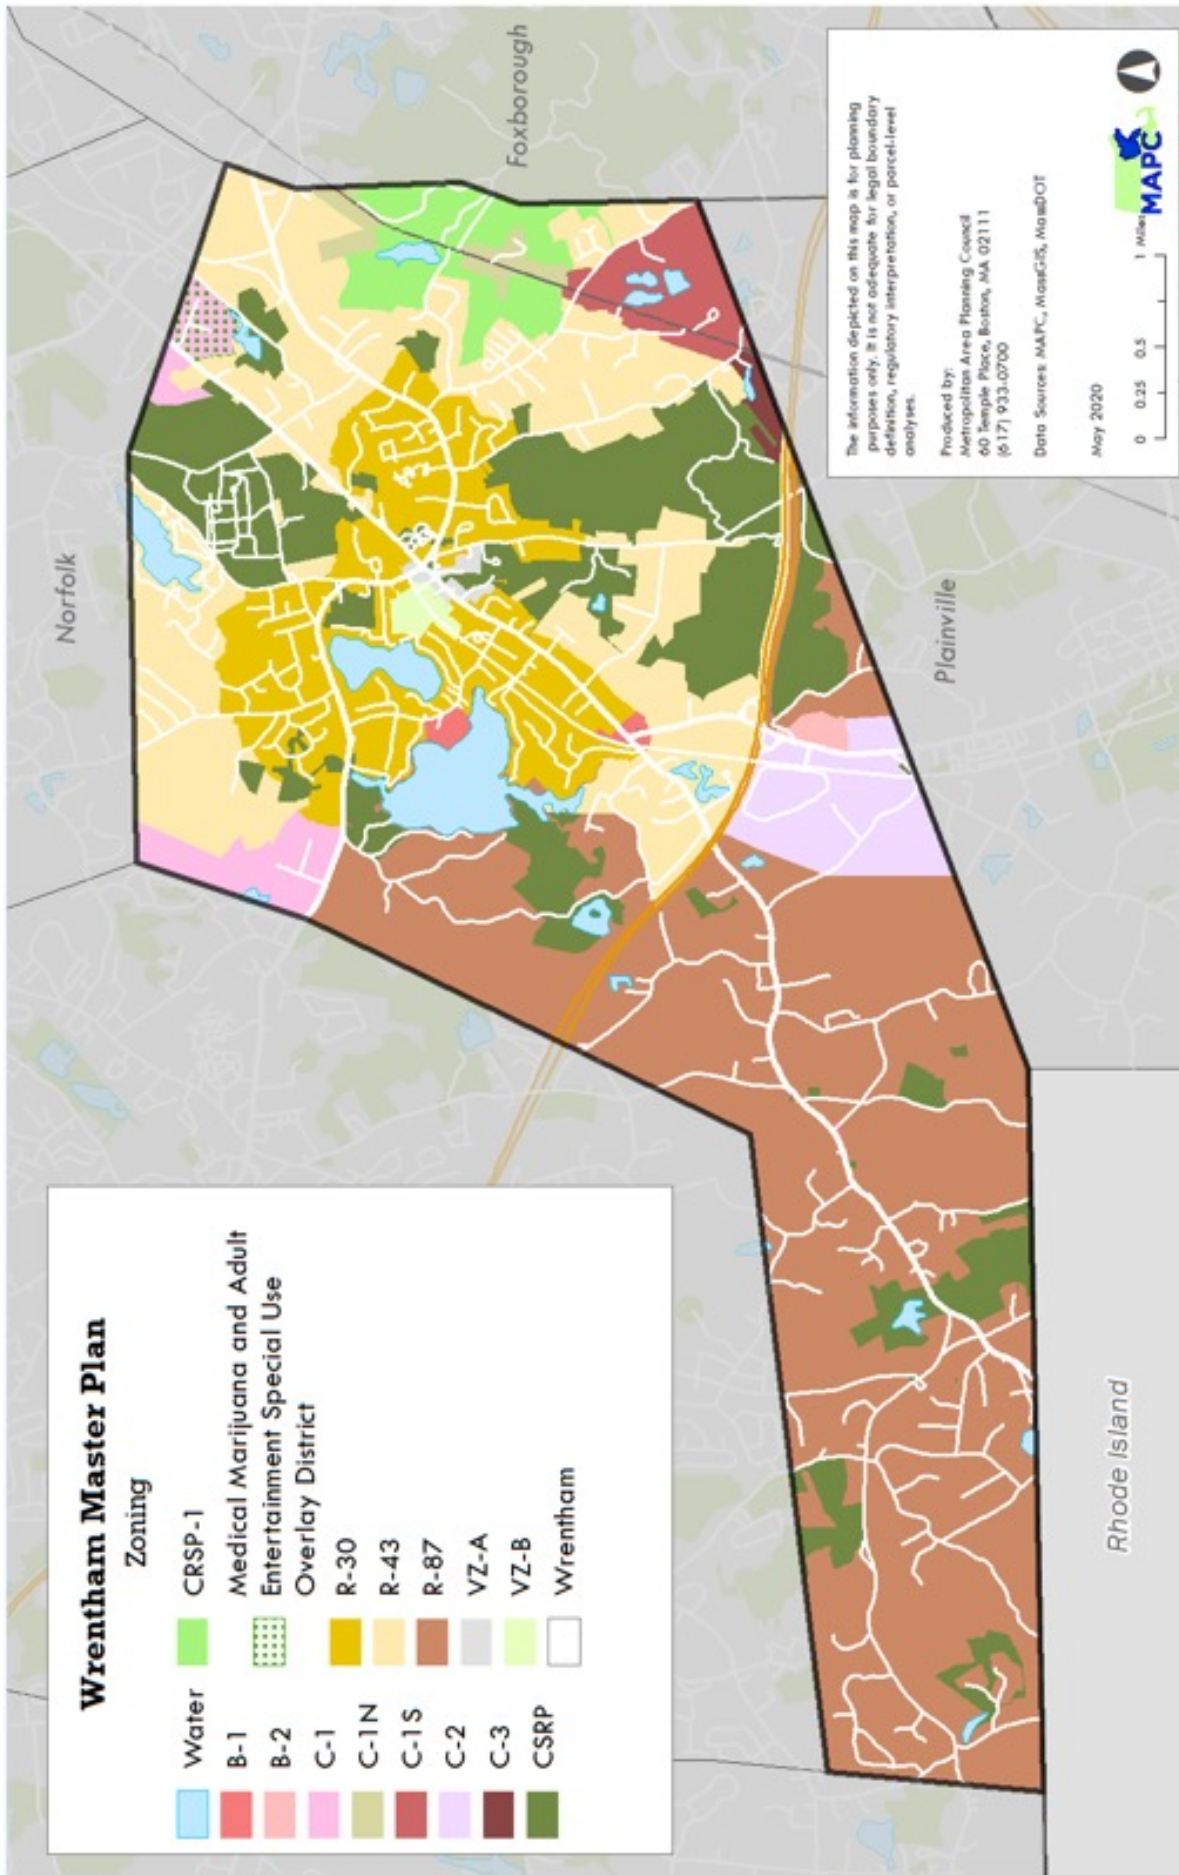 Wrentham Master Plan
Zoning
Water
B-1
B-2
C-1
C-1N
C-1S
C-2
C-3
CSRP
CRSP-1
Medical Marijuana and Adult
Entertainment Special Use
Overlay District
R-30
R-43
R-87
VZ-A
VZ-B
Wrentham
Norfolk
Foxborough
Plainville
Rhode Island
The information depicted on this map is for planning
purposes only. It is not adequate for legal boundary
definition, regulatory interpretation, or parcel-level
analyses.
Produced by:
Metropolitan Area Planning Council
60 Temple Place, Boston, MA 02111
(617) 933-0700
Data Sources: MAPC, MassGIS, MassDOT
May 2020
0 0.25 0.5 1 Miles
MAPC